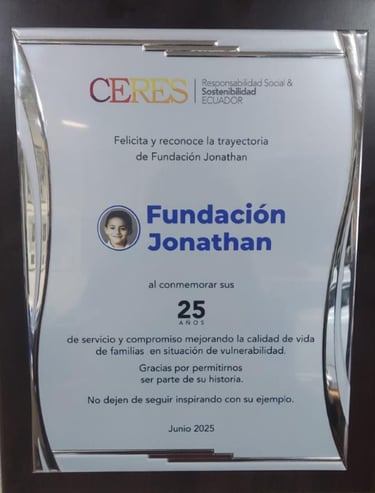 CERES
Responsabilidad Social &
Sostenibilidad
ECUADOR
Felicita y reconoce la trayectoria
de Fundación Jonathan
Fundación
Jonathan
al conmemorar sus
25
AÑOS
de servicio y compromiso mejorando la calidad de vida
de familias en situación de vulnerabilidad.
Gracias por permitirnos
ser parte de su historia.
No dejen de seguir inspirando con su ejemplo.
Junio 2025